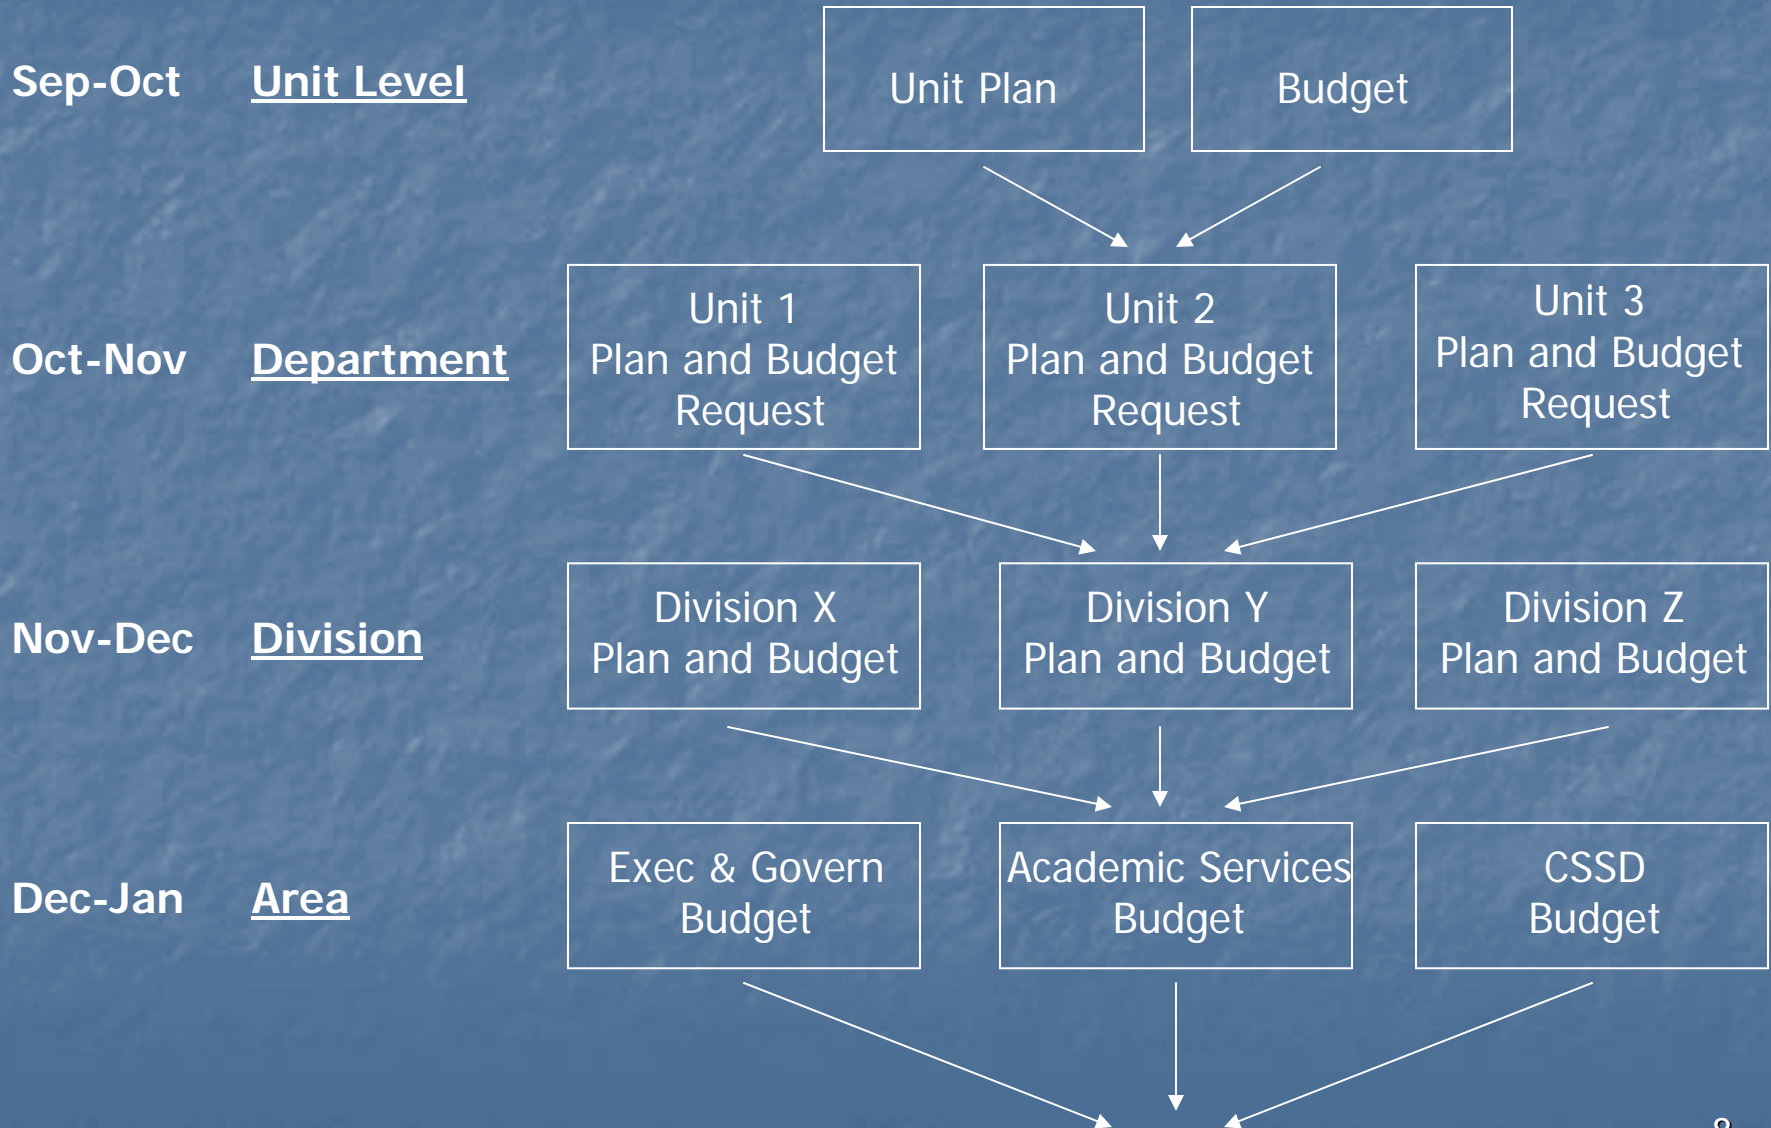 Sep-Oct Unit Level
Unit Plan
Budget
Oct-Nov Department
Unit 1
Plan and Budget
Request
Unit 2
Plan and Budget
Request
Unit 3
Plan and Budget
Request
Nov-Dec Division
Division X
Plan and Budget
Division Y
Plan and Budget
Division Z
Plan and Budget
Dec-Jan Area
Exec & Govern
Budget
Academic Services
Budget
CSSD
Budget